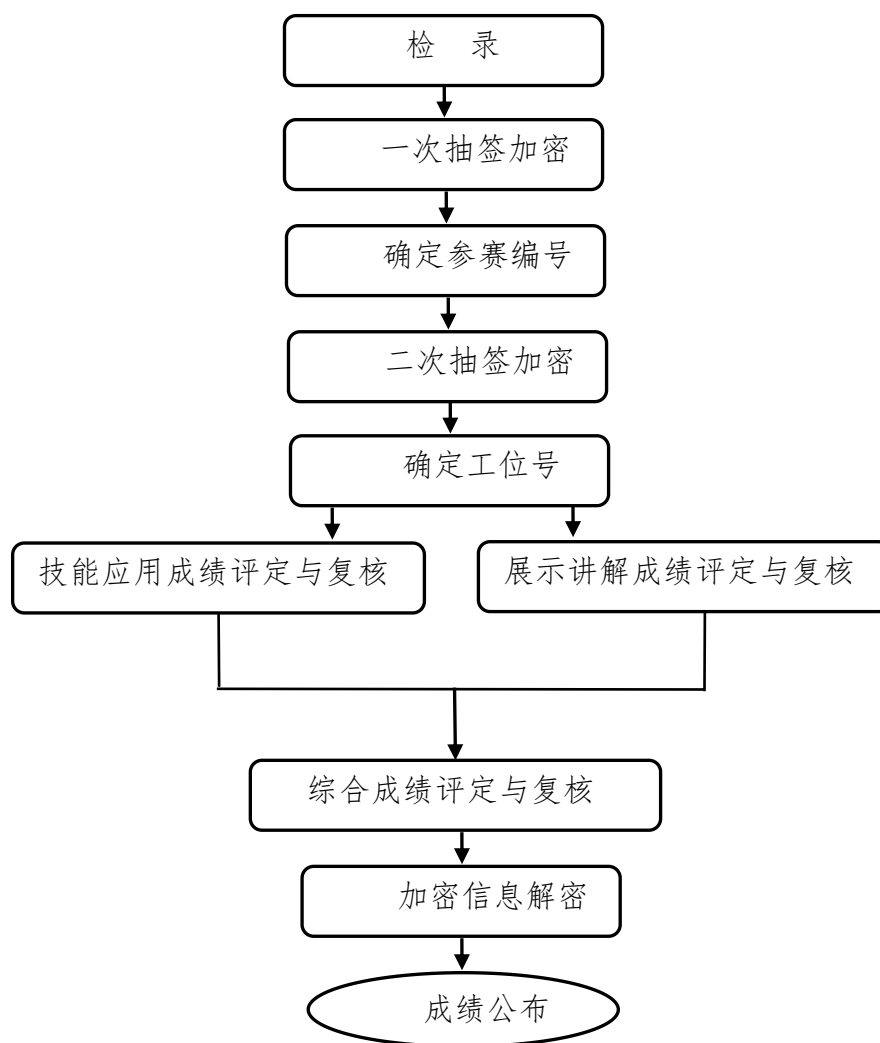 检 录
一次抽签加密
确定参赛编号
二次抽签加密
确定工位号
技能应用成绩评定与复核
展示讲解成绩评定与复核
综合成绩评定与复核
加密信息解密
成绩公布